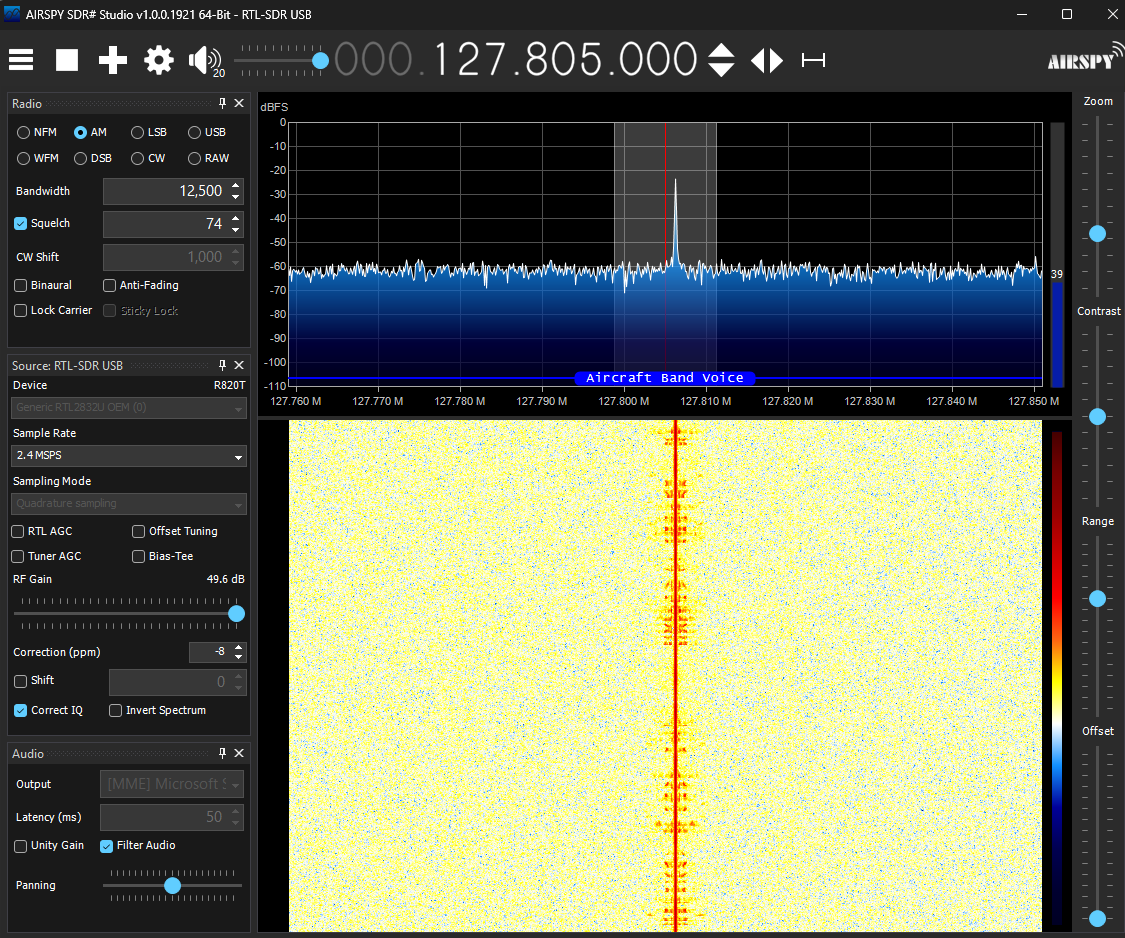 AIRSPY SDR# Studio v1.0.0.1921 64-Bit - RTL-SDR USB
20
000.127.805.000
AIRSPY
Radio
NFM AM LSB USB
WFM DSB CW RAW
Bandwidth 12,500
Squelch 74
CW Shift 1,000
Binaural Anti-Fading
Lock Carrier Sticky Lock
Source: RTL-SDR USB
Device R820T
Generic RTL2832U OEM (0)
Sample Rate
2.4 MSPS
Sampling Mode
Quadrature sampling
RTL AGC Offset Tuning
Tuner AGC Bias-Tee
RF Gain 49.6 dB
Correction (ppm) -8
Shift 0
Correct IQ Invert Spectrum
Audio
Output [MME] Microsoft S
Latency (ms) 50
Unity Gain Filter Audio
Panning
dBFS
0
-10
-20
-30
-40
-50
-60
-70
-80
-90
-100
-110
39
Aircraft Band Voice
127.760 M 127.770 M 127.780 M 127.790 M 127.800 M 127.810 M 127.820 M 127.830 M 127.840 M 127.850 M
Zoom
Contrast
Range
Offset